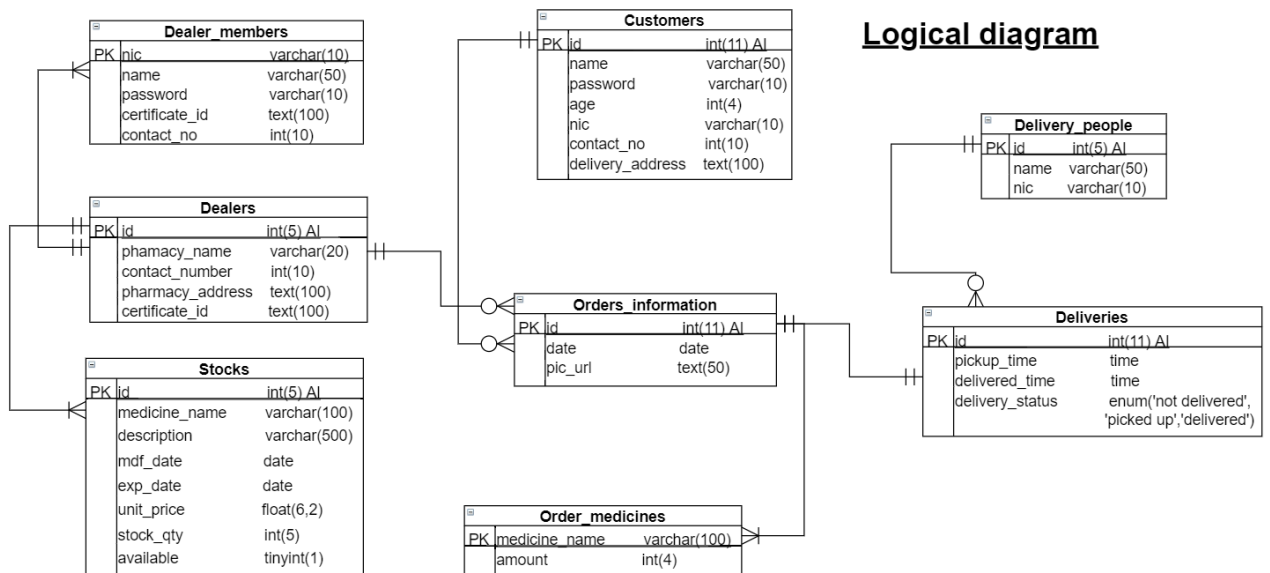 Logical diagram
Dealer_members
PK nic varchar(10)
name varchar(50)
password varchar(10)
certificate_id text(100)
contact_no int(10)
Customers
PK id int(11) AI
name varchar(50)
password varchar(10)
age int(4)
nic varchar(10)
contact_no int(10)
delivery_address text(100)
Delivery_people
PK id int(5) AI
name varchar(50)
nic varchar(10)
Dealers
PK id int(5) AI
phamacy_name varchar(20)
contact_number int(10)
pharmacy_address text(100)
certificate_id text(100)
Orders_information
PK id int(11) AI
date date
pic_url text(50)
Deliveries
PK id int(11) AI
pickup_time time
delivered_time time
delivery_status enum('not delivered',
'picked up','delivered')
Stocks
PK id int(5) AI
medicine_name varchar(100)
description varchar(500)
mdf_date date
exp_date date
unit_price float(6,2)
stock_qty int(5)
available tinyint(1)
Order_medicines
PK medicine_name varchar(100)
amount int(4)